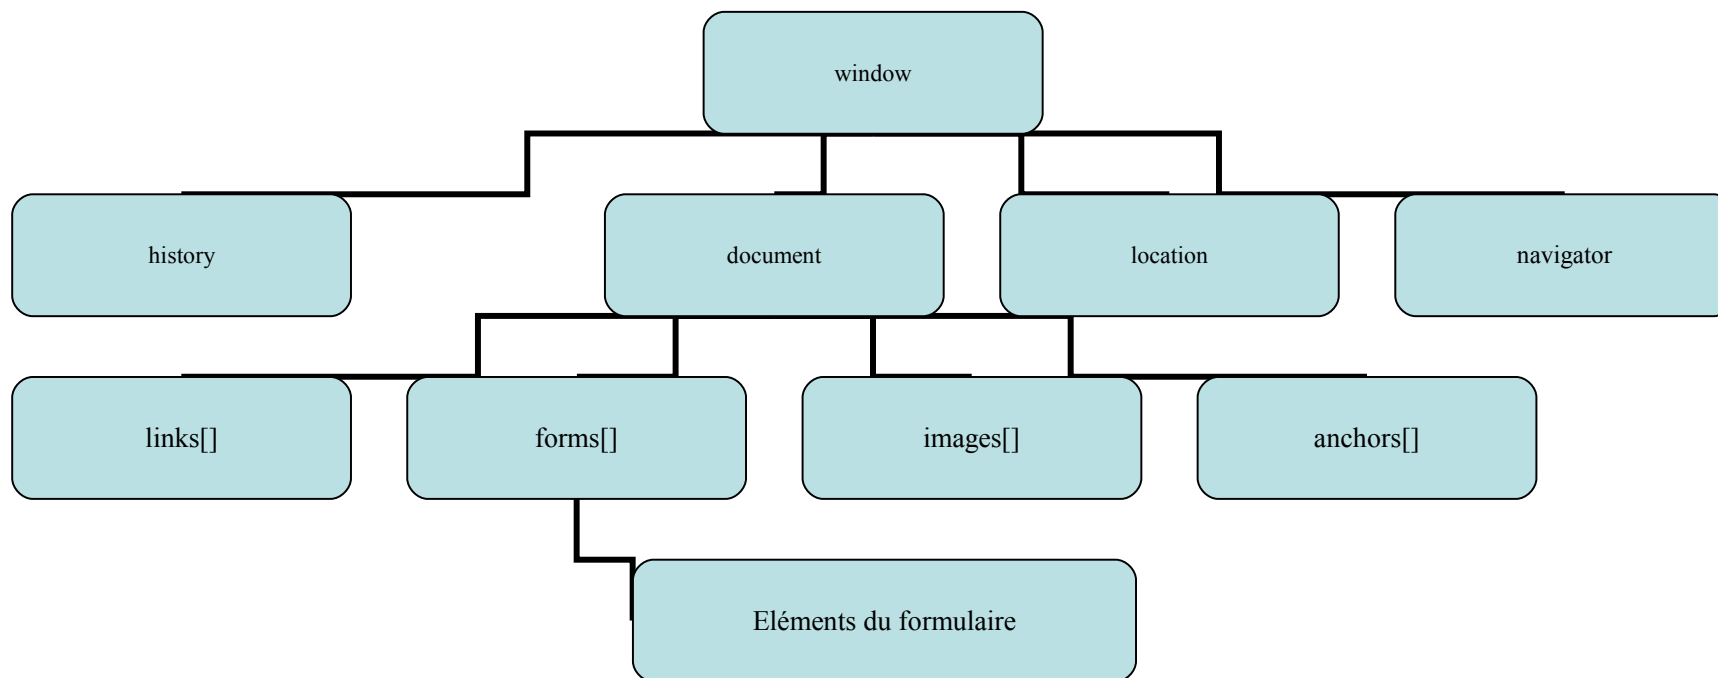 window
history
document
location
navigator
links[]
forms[]
images[]
anchors[]
Eléments du formulaire